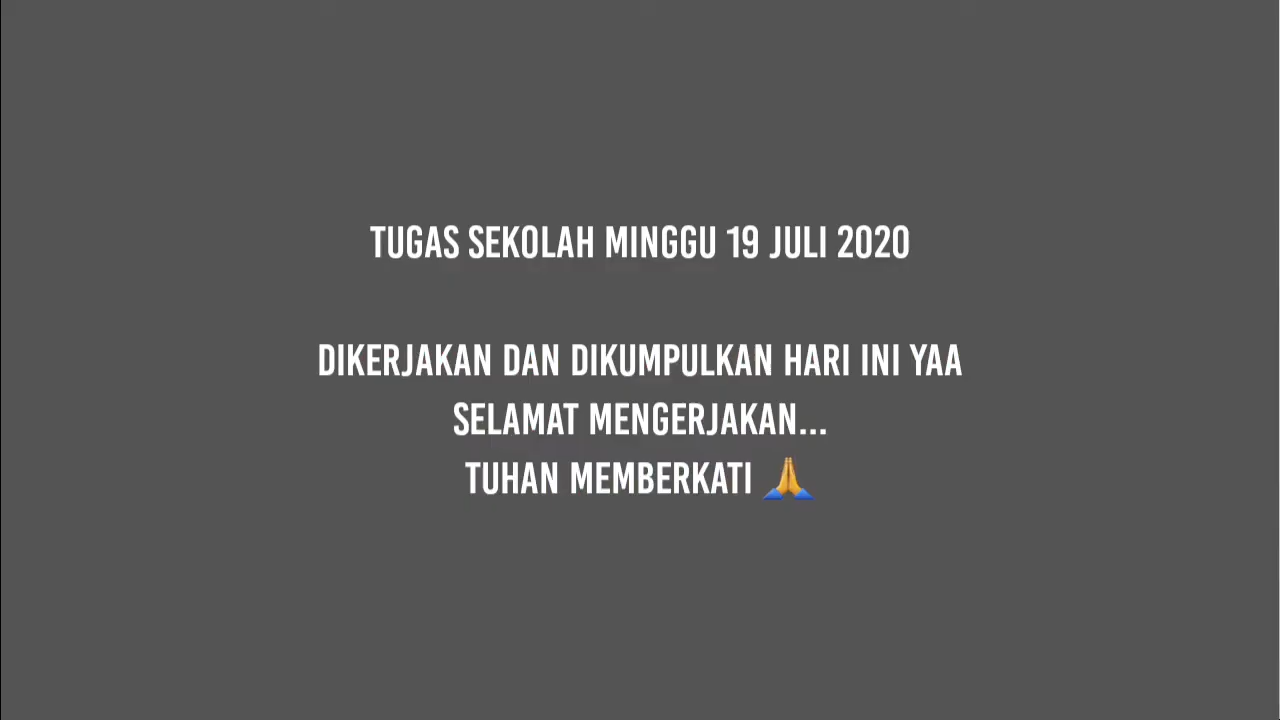 TUGAS SEKOLAH MINGGU 19 JULI 2020
DIKERJAKAN DAN DIKUMPULKAN HARI INI YAA
SELAMAT MENGERJAKAN...
TUHAN MEMBERKATI 🙏